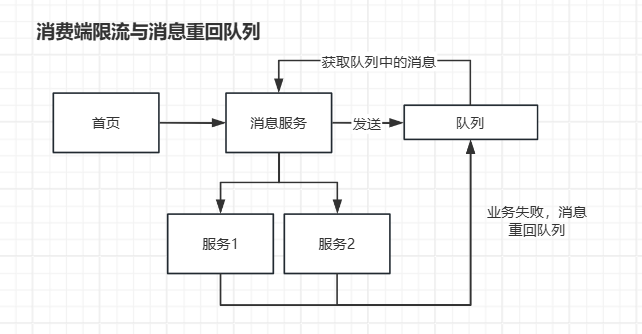 消费端限流与消息重回队列
获取队列中的消息
首页
消息服务
发送
队列
业务失败，消息
重回队列
服务1
服务2